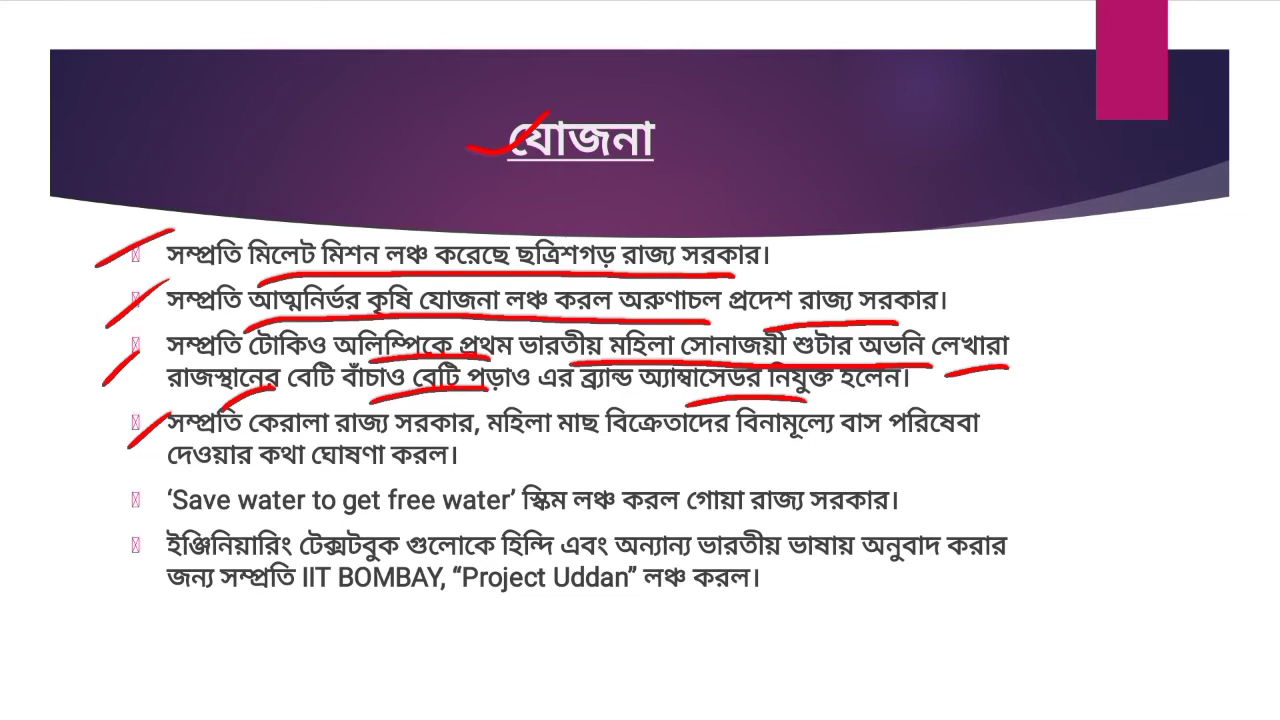 যোজনা
সম্প্রতি মিলেট মিশন লঞ্চ করেছে ছত্রিশগড় রাজ্য সরকার।
সম্প্রতি আত্মনির্ভর কৃষি যোজনা লঞ্চ করল অরুণাচল প্রদেশ রাজ্য সরকার।
সম্প্রতি টোকিও অলিম্পিকে প্রথম ভারতীয় মহিলা সোনাজয়ী শুটার অভনি লেখারা
রাজস্থানের বেটি বাঁচাও বেটি পড়াও এর ব্র্যান্ড অ্যাম্বাসেডর নিযুক্ত হলেন।
সম্প্রতি কেরালা রাজ্য সরকার, মহিলা মাছ বিক্রেতাদের বিনামূল্যে বাস পরিষেবা
দেওয়ার কথা ঘোষণা করল।
‘Save water to get free water’ স্কিম লঞ্চ করল গোয়া রাজ্য সরকার।
ইঞ্জিনিয়ারিং টেক্সটবুক গুলোকে হিন্দি এবং অন্যান্য ভারতীয় ভাষায় অনুবাদ করার
জন্য সম্প্রতি IIT BOMBAY, “Project Uddan” লঞ্চ করল।